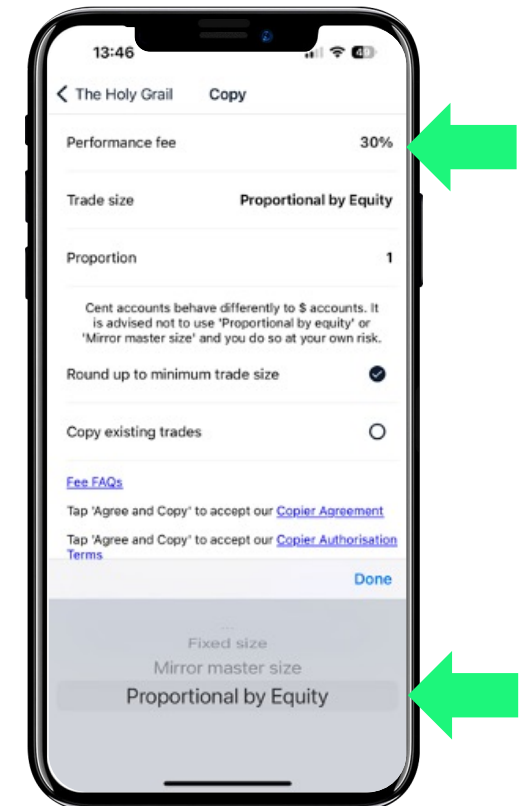 13:46
49
The Holy Grail Copy
Performance fee 30%
Trade size Proportional by Equity
Proportion 1
Cent accounts behave differently to $ accounts. It
is advised not to use 'Proportional by equity' or
'Mirror master size' and you do so at your own risk.
Round up to minimum trade size
Copy existing trades
Fee FAQs
Tap 'Agree and Copy' to accept our Copier Agreement
Tap 'Agree and Copy' to accept our Copier Authorisation
Terms
Done
...
Fixed size
Mirror master size
Proportional by Equity